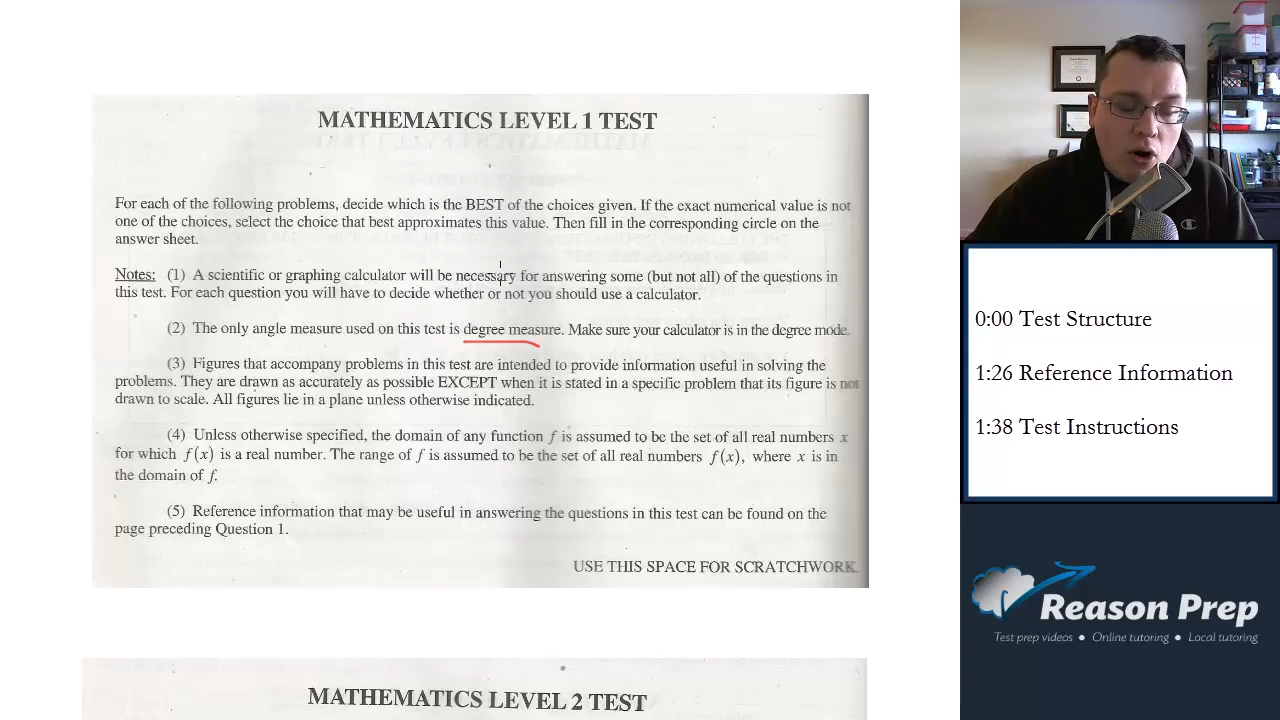 MATHEMATICS LEVEL 1 TEST
For each of the following problems, decide which is the BEST of the choices given. If the exact numerical value is not
one of the choices, select the choice that best approximates this value. Then fill in the corresponding circle on the
answer sheet.
Notes: (1) A scientific or graphing calculator will be necessary for answering some (but not all) of the questions in
this test. For each question you will have to decide whether or not you should use a calculator.
(2) The only angle measure used on this test is degree measure. Make sure your calculator is in the degree mode.
(3) Figures that accompany problems in this test are intended to provide information useful in solving the
problems. They are drawn as accurately as possible EXCEPT when it is stated in a specific problem that its figure is not
drawn to scale. All figures lie in a plane unless otherwise indicated.
(4) Unless otherwise specified, the domain of any function f is assumed to be the set of all real numbers x
for which f(x) is a real number. The range of f is assumed to be the set of all real numbers f(x), where x is in
the domain of f.
(5) Reference information that may be useful in answering the questions in this test can be found on the
page preceding Question 1.
USE THIS SPACE FOR SCRATCHWORK.
MATHEMATICS LEVEL 2 TEST
0:00 Test Structure
1:26 Reference Information
1:38 Test Instructions
Reason Prep
Test prep videos ● Online tutoring ● Local tutoring